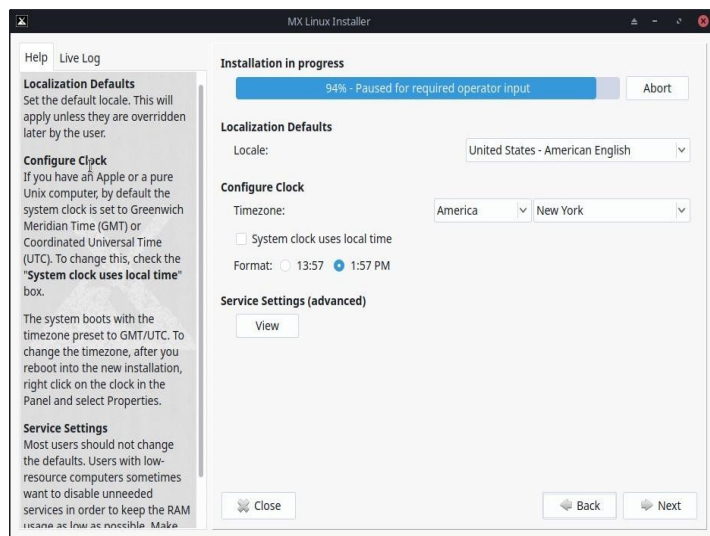 MX Linux Installer
Help
Live Log
Localization Defaults
Set the default locale. This will
apply unless they are overridden
later by the user.
Configure Clock
If you have an Apple or a pure
Unix computer, by default the
system clock is set to Greenwich
Meridian Time (GMT) or
Coordinated Universal Time
(UTC). To change this, check the
"System clock uses local time"
box.
The system boots with the
timezone preset to GMT/UTC. To
change the timezone, after you
reboot into the new installation,
right click on the clock in the
Panel and select Properties.
Service Settings
Most users should not change
the defaults. Users with low-
resource computers sometimes
want to disable unneeded
services in order to keep the RAM
usage as low as possible. Make
Installation in progress
94% - Paused for required operator input
Abort
Localization Defaults
Locale: United States - American English
Configure Clock
Timezone: America New York
System clock uses local time
Format: 13:57 1:57 PM
Service Settings (advanced)
View
Close
Back
Next